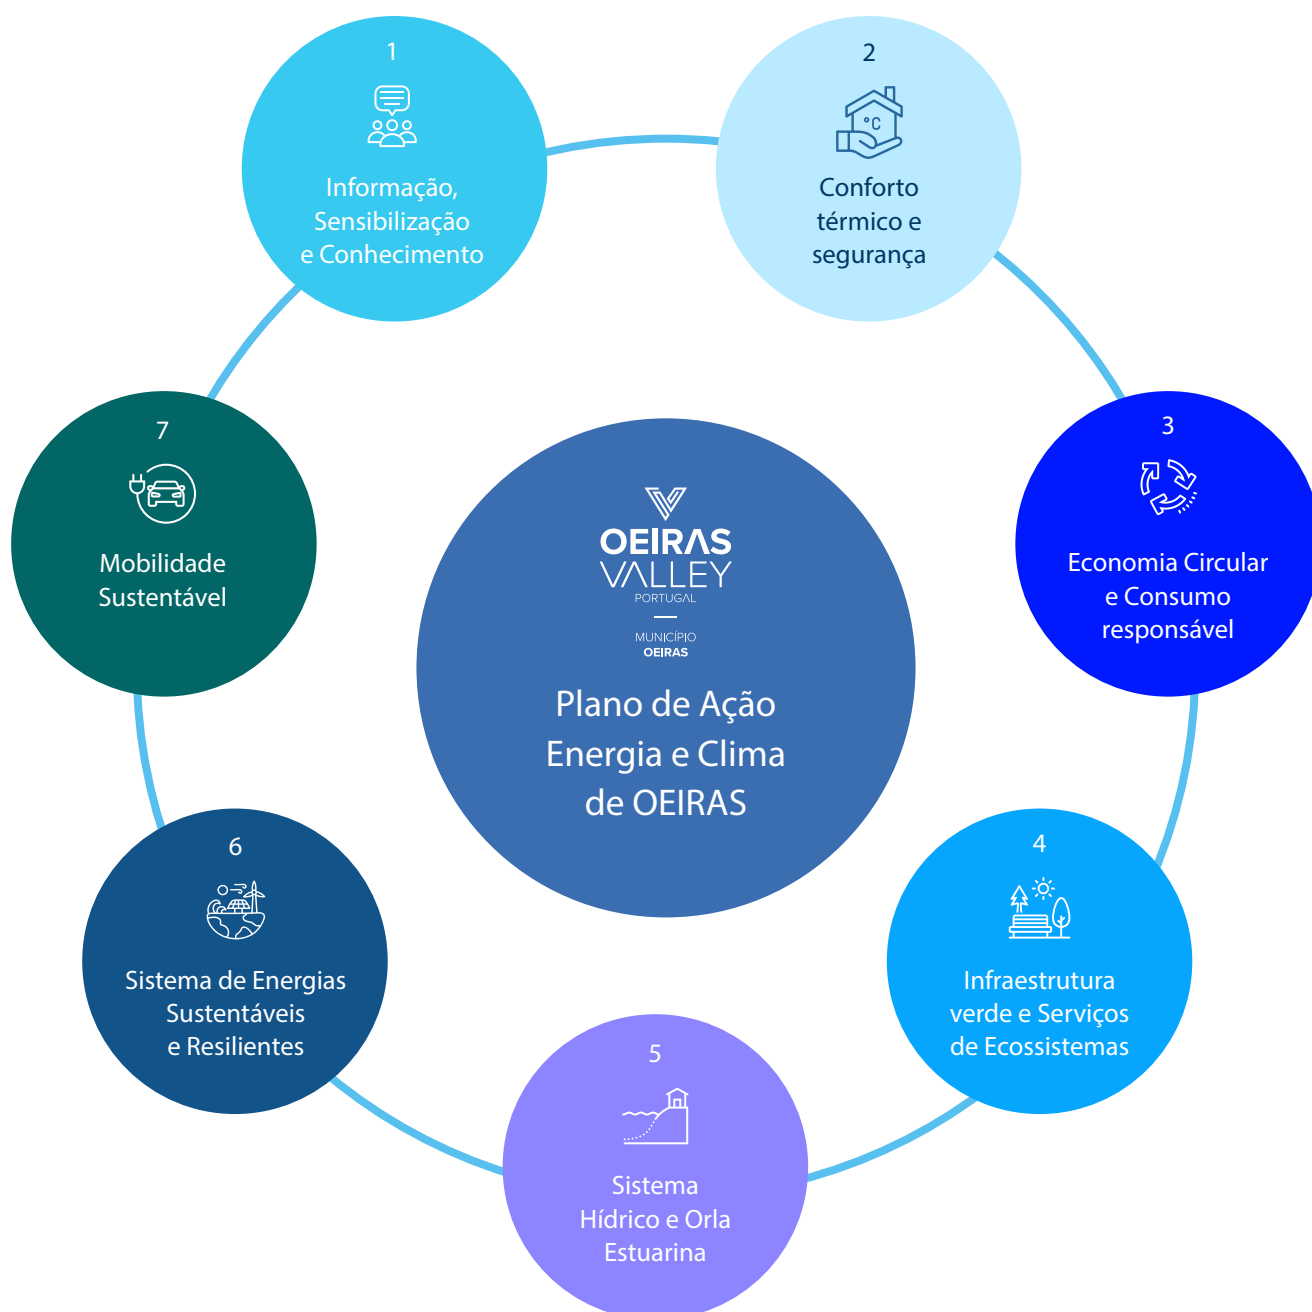 1
Informação,
Sensibilização
e Conhecimento
2
°C
Conforto
térmico e
segurança
3
Economia Circular
e Consumo
responsável
4
Infraestrutura
verde e Serviços
de Ecossistemas
5
Sistema
Hídrico e Orla
Estuarina
6
Sistema de Energias
Sustentáveis
e Resilientes
7
Mobilidade
Sustentável
OEIRAS
VALLEY
PORTUGAL
MUNICÍPIO
OEIRAS
Plano de Ação
Energia e Clima
de OEIRAS